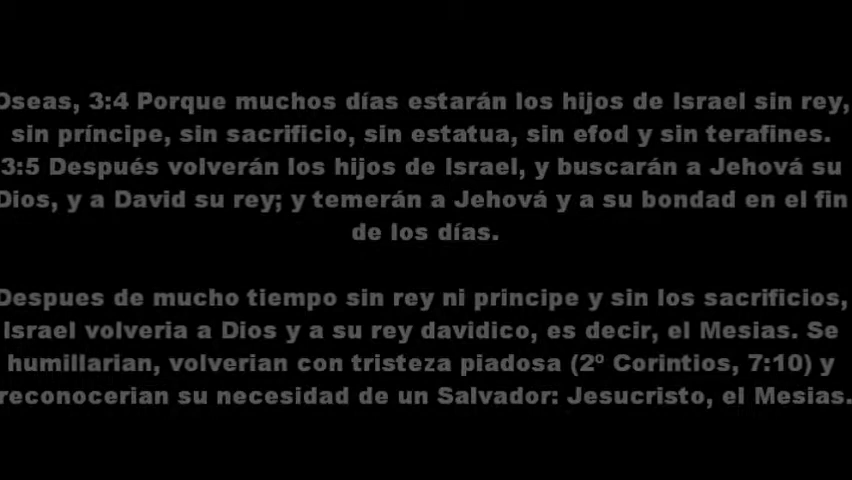 Oseas, 3:4 Porque muchos días estarán los hijos de Israel sin rey,
sin príncipe, sin sacrificio, sin estatua, sin efod y sin terafines.
3:5 Después volverán los hijos de Israel, y buscarán a Jehová su
Dios, y a David su rey; y temerán a Jehová y a su bondad en el fin
de los días.
Despues de mucho tiempo sin rey ni principe y sin los sacrificios,
Israel volveria a Dios y a su rey davidico, es decir, el Mesias. Se
humillarian, volverian con tristeza piadosa (2º Corintios, 7:10) y
reconocerian su necesidad de un Salvador: Jesucristo, el Mesias.